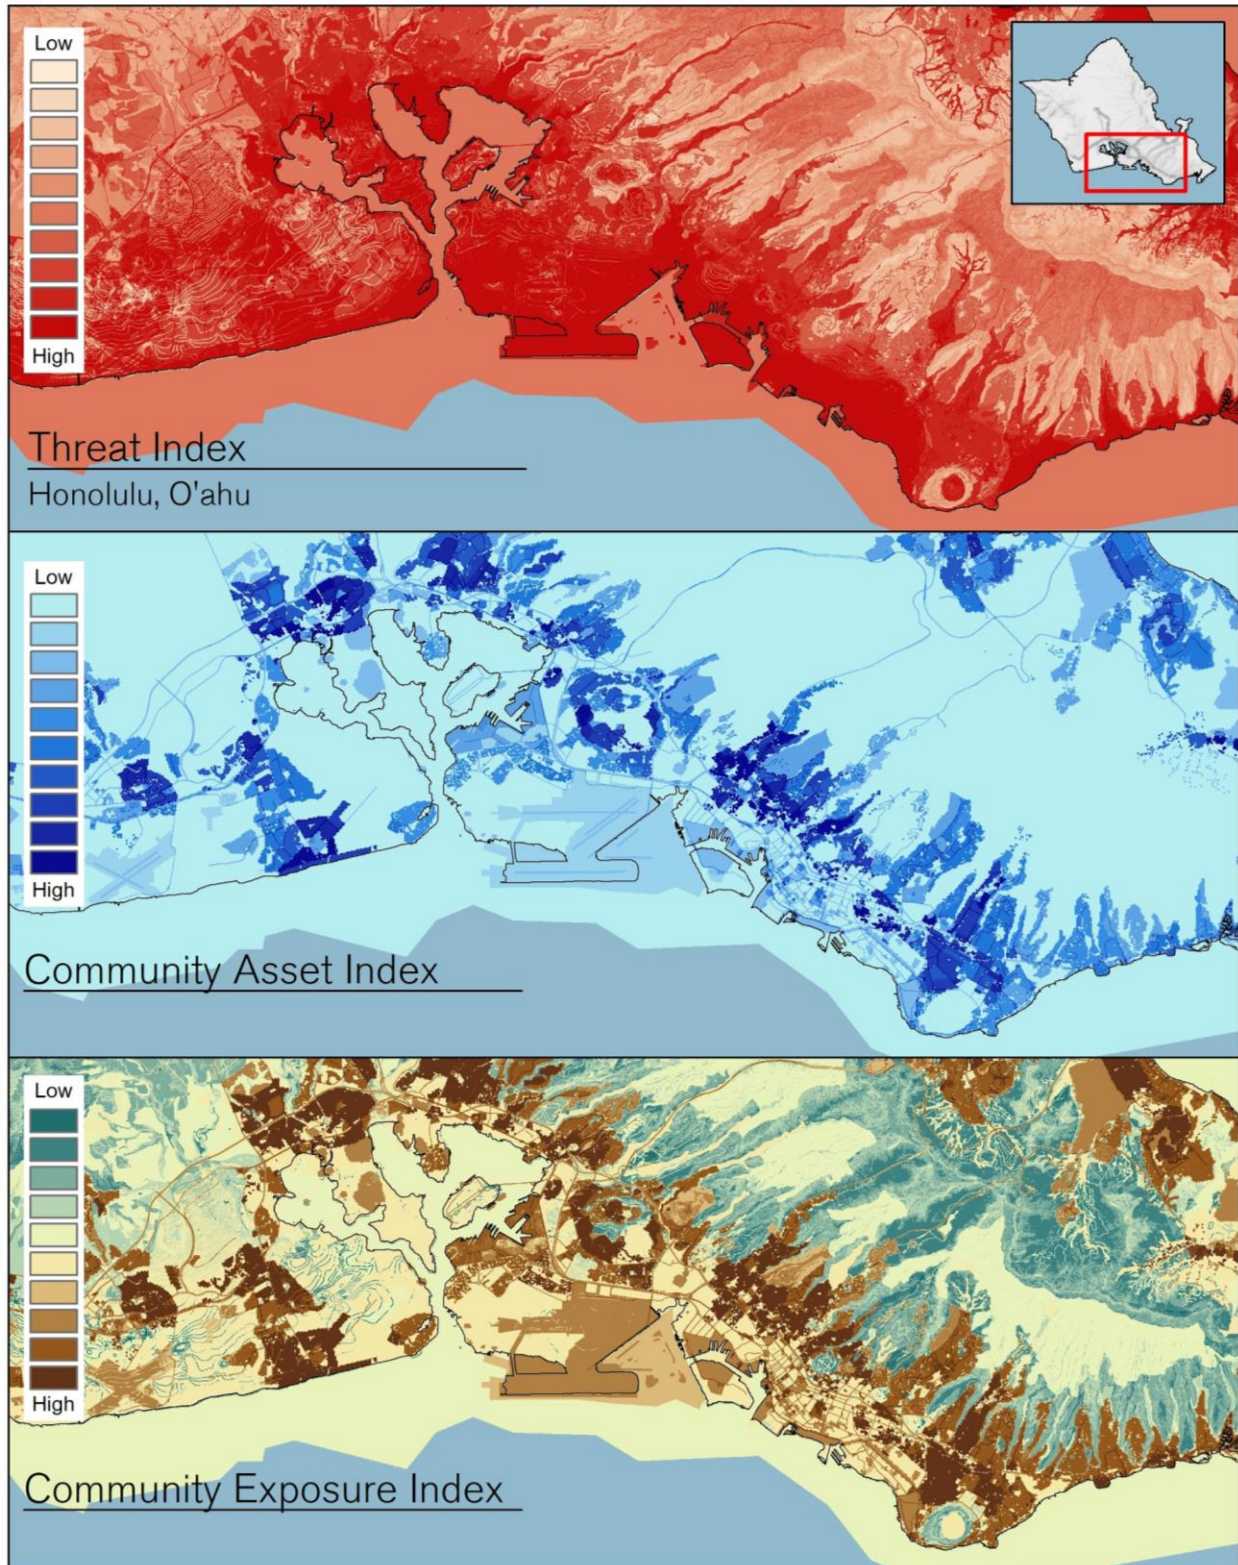 Low
High
Threat Index
Honolulu, O'ahu
Low
High
Community Asset Index
Low
High
Community Exposure Index